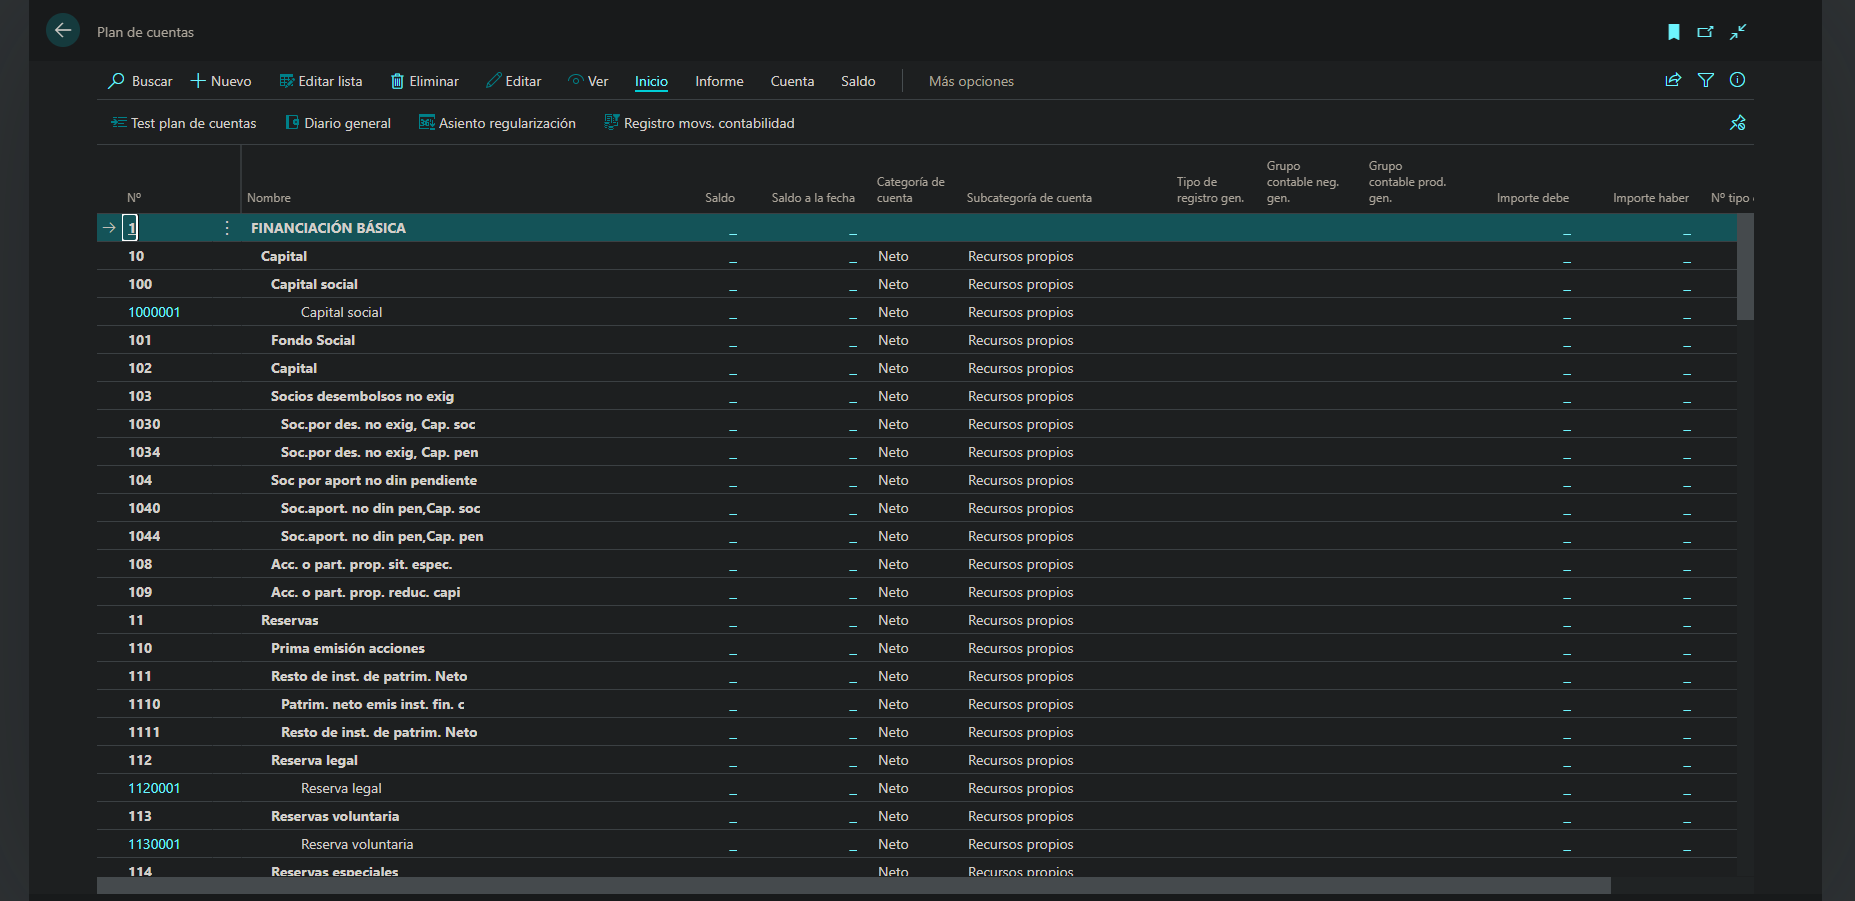 Plan de cuentas
Buscar Nuevo Editar lista Eliminar Editar Ver Inicio Informe Cuenta Saldo Más opciones
Test plan de cuentas Diario general Asiento regularización Registro movs. contabilidad
Nº Nombre Saldo Saldo a la fecha Categoría de cuenta Subcategoría de cuenta Tipo de registro gen. Grupo contable neg. gen. Grupo contable prod. gen. Importe debe Importe haber Nº tipo
1 FINANCIACIÓN BÁSICA _ _ _ _
10 Capital _ _ Neto Recursos propios _ _
100 Capital social _ _ Neto Recursos propios _ _
1000001 Capital social _ _ Neto Recursos propios _ _
101 Fondo Social _ _ Neto Recursos propios _ _
102 Capital _ _ Neto Recursos propios _ _
103 Socios desembolsos no exig _ _ Neto Recursos propios _ _
1030 Soc.por des. no exig, Cap. soc _ _ Neto Recursos propios _ _
1034 Soc.por des. no exig, Cap. pen _ _ Neto Recursos propios _ _
104 Soc por aport no din pendiente _ _ Neto Recursos propios _ _
1040 Soc.aport. no din pen,Cap. soc _ _ Neto Recursos propios _ _
1044 Soc.aport. no din pen,Cap. pen _ _ Neto Recursos propios _ _
108 Acc. o part. prop. sit. espec. _ _ Neto Recursos propios _ _
109 Acc. o part. prop. reduc. capi _ _ Neto Recursos propios _ _
11 Reservas _ _ Neto Recursos propios _ _
110 Prima emisión acciones _ _ Neto Recursos propios _ _
111 Resto de inst. de patrim. Neto _ _ Neto Recursos propios _ _
1110 Patrim. neto emis inst. fin. c _ _ Neto Recursos propios _ _
1111 Resto de inst. de patrim. Neto _ _ Neto Recursos propios _ _
112 Reserva legal _ _ Neto Recursos propios _ _
1120001 Reserva legal _ _ Neto Recursos propios _ _
113 Reservas voluntaria _ _ Neto Recursos propios _ _
1130001 Reserva voluntaria _ _ Neto Recursos propios _ _
114 Reservas especiales Neto Recursos propios